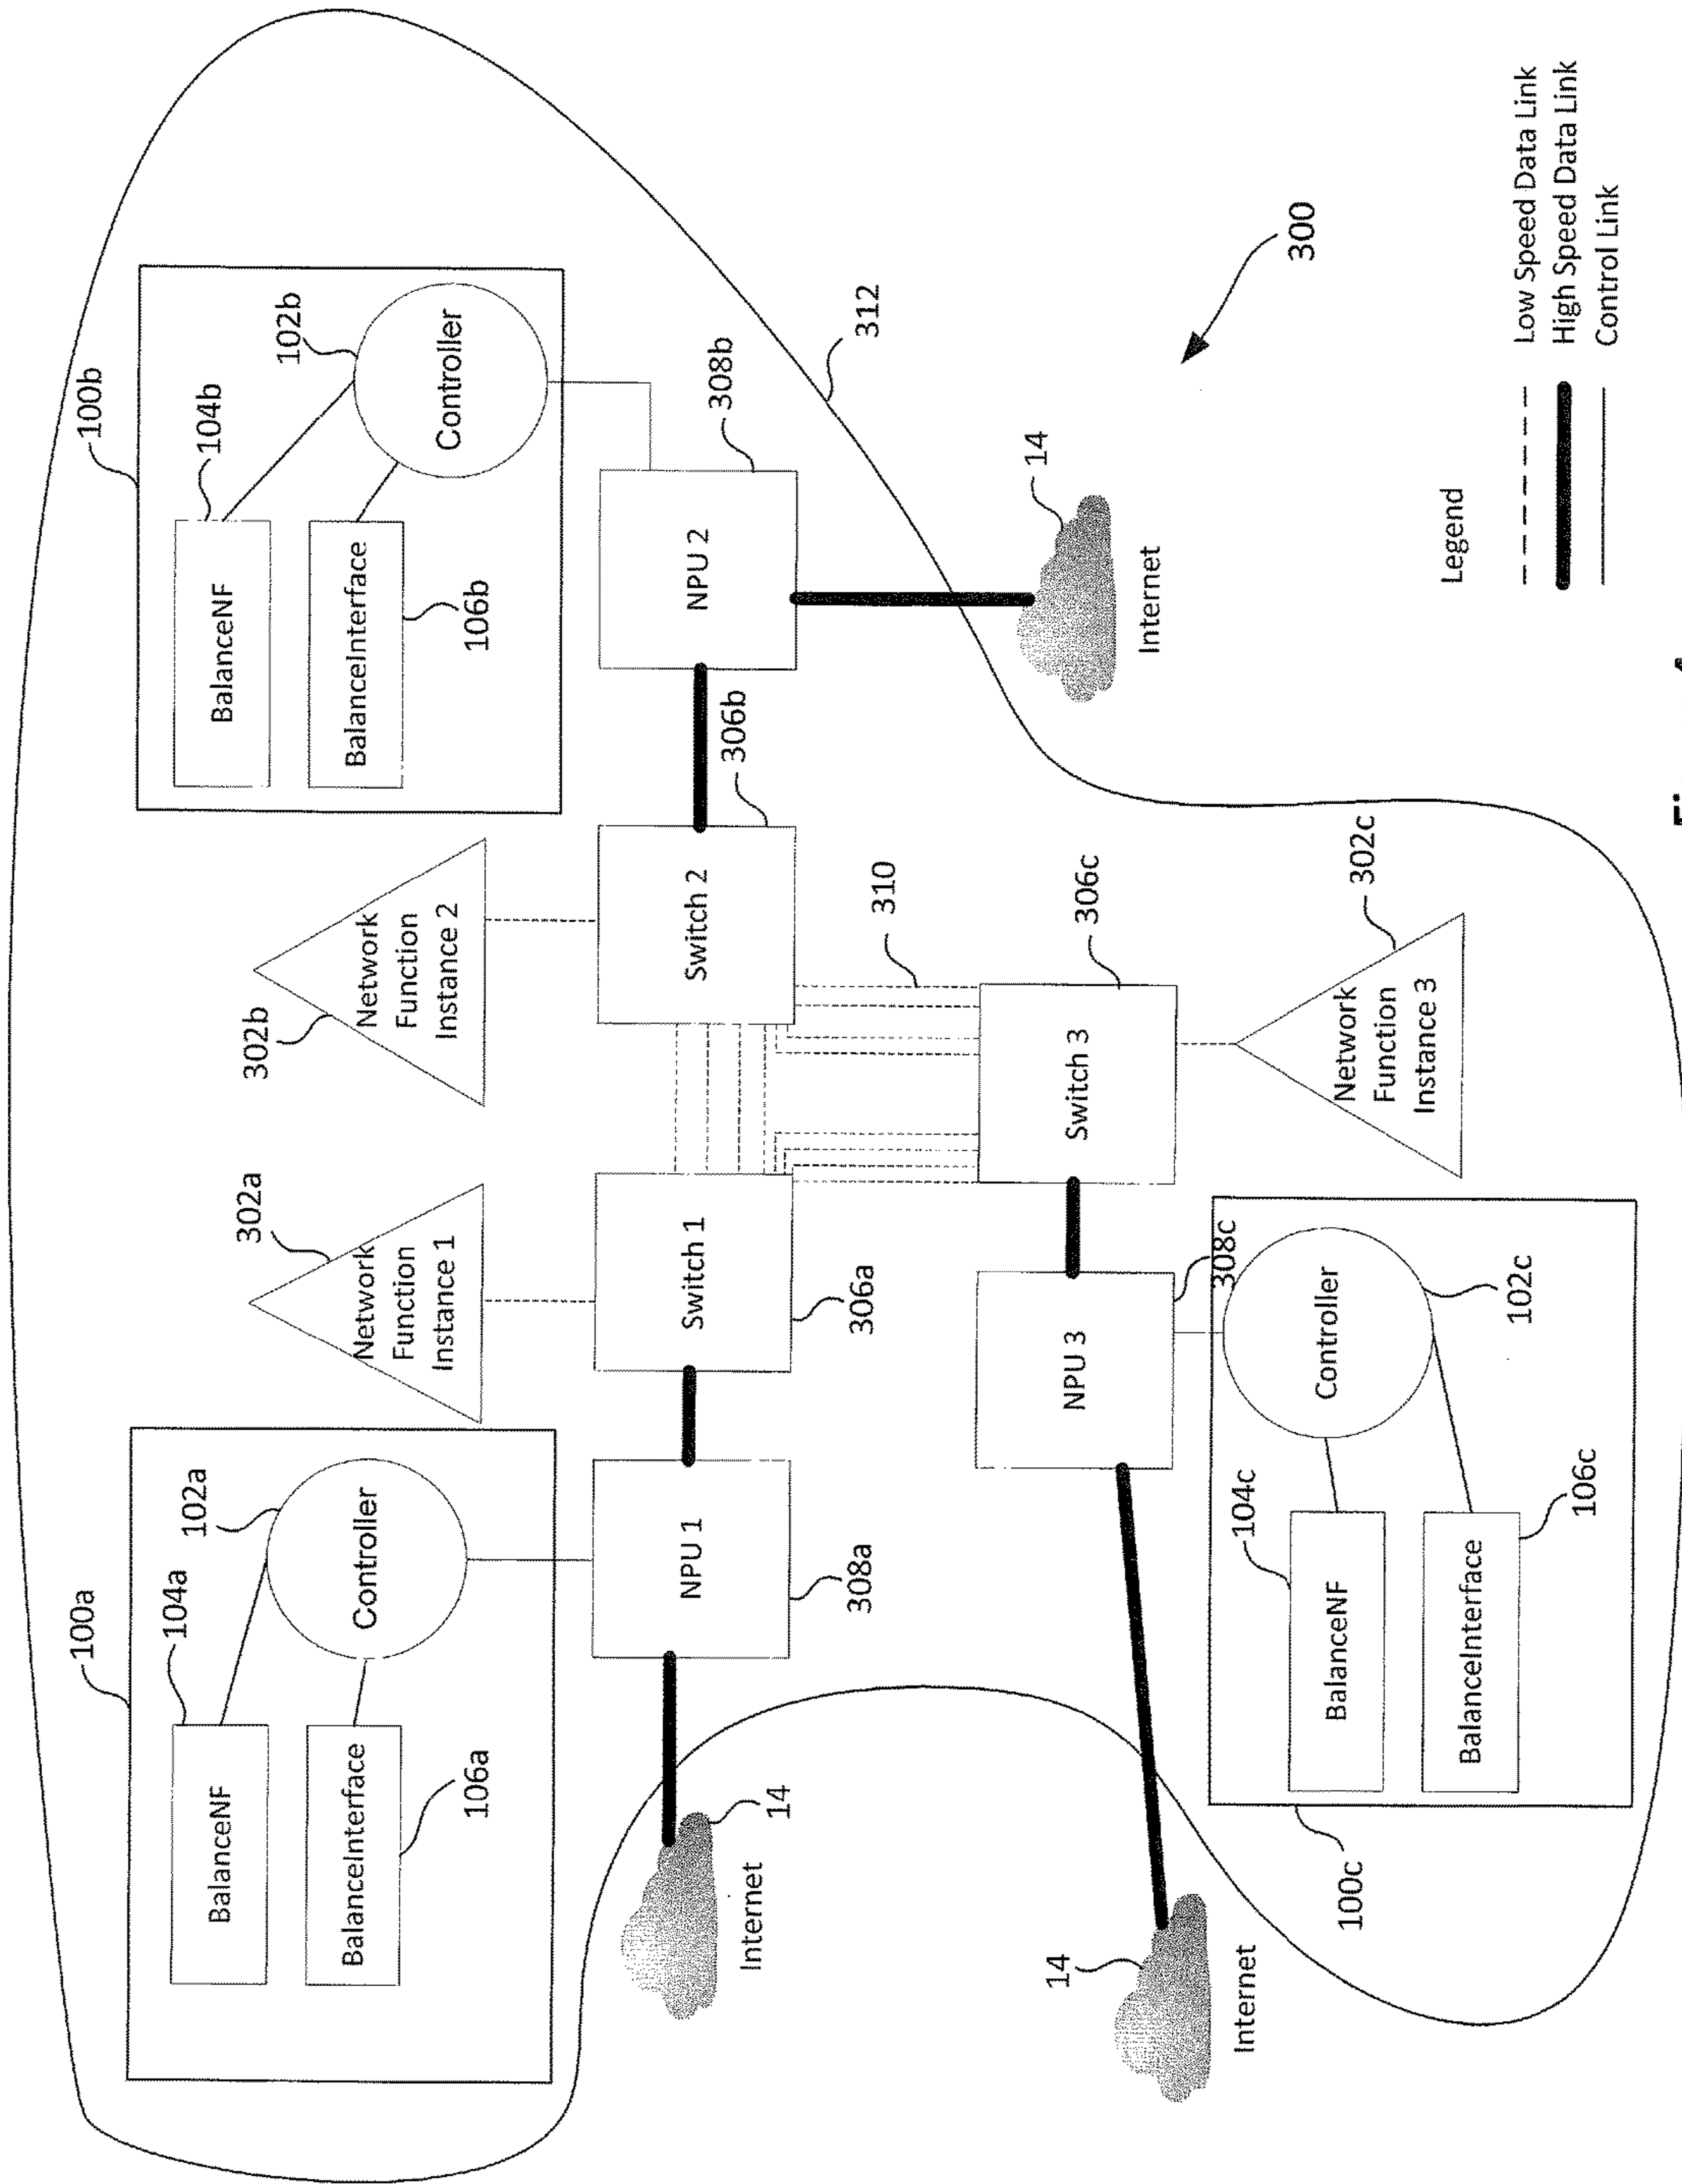 100a
104a
102a
BalanceNF
BalanceInterface
Controller
106a
302a
Network
Function
Instance 1
302b
Network
Function
Instance 2
100b
104b
102b
BalanceNF
BalanceInterface
Controller
106b
14
Internet
NPU 1
308a
Switch 1
306a
Switch 2
306b
NPU 2
308b
312
310
14
Internet
14
Internet
NPU 3
308c
Switch 3
306c
300
100c
104c
BalanceNF
BalanceInterface
106c
Controller
102c
Network
Function
Instance 3
302c
Legend
Low Speed Data Link
High Speed Data Link
Control Link